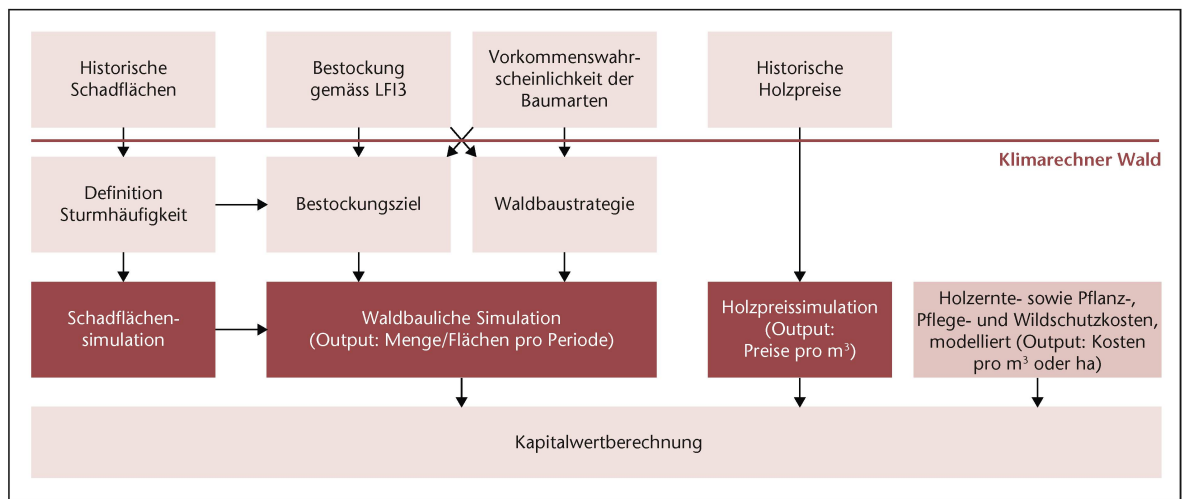 Historische
Schadflächen
Bestockung
gemäss LFI3
Vorkommenswahr-
scheinlichkeit der
Baumarten
Historische
Holzpreise
Klimarechner Wald
Definition
Sturmhäufigkeit
Bestockungsziel
Waldbaustrategie
Schadflächen-
simulation
Waldbauliche Simulation
(Output: Menge/Flächen pro Periode)
Holzpreissimulation
(Output:
Preise pro m³)
Holzernte- sowie Pflanz-,
Pflege- und Wildschutzkosten,
modelliert (Output: Kosten
pro m³ oder ha)
Kapitalwertberechnung